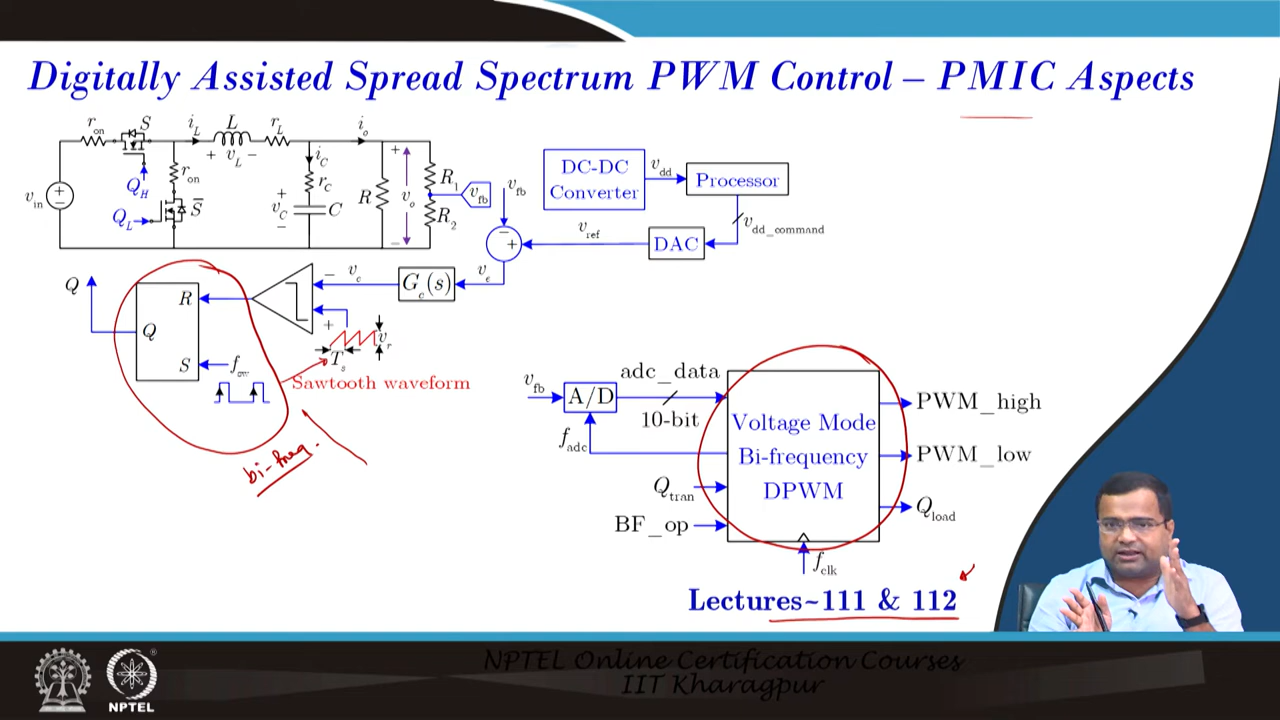 Digitally Assisted Spread Spectrum PWM Control – PMIC Aspects
r_on
S
i_L
L
r_L
i_o
+ v_L −
i_C
r_on
v_in
+
−
Q_H
Q_L
S̅
+
v_C
−
r_C
C
R
+
v_o
−
R_1
v_fb
R_2
v_fb
DC-DC
Converter
v_dd
Processor
v_dd_command
DAC
v_ref
−
+
v_e
G_c(s)
v_c
−
+
Q
R
Q
S
f_sw
T_s
v_r
Sawtooth waveform
bi-freq.
v_fb
A/D
adc_data
10-bit
f_adc
Q_tran
BF_op
Voltage Mode
Bi-frequency
DPWM
f_clk
PWM_high
PWM_low
Q_load
Lectures~111 & 112
NPTEL Online Certification Courses
IIT Kharagpur
NPTEL